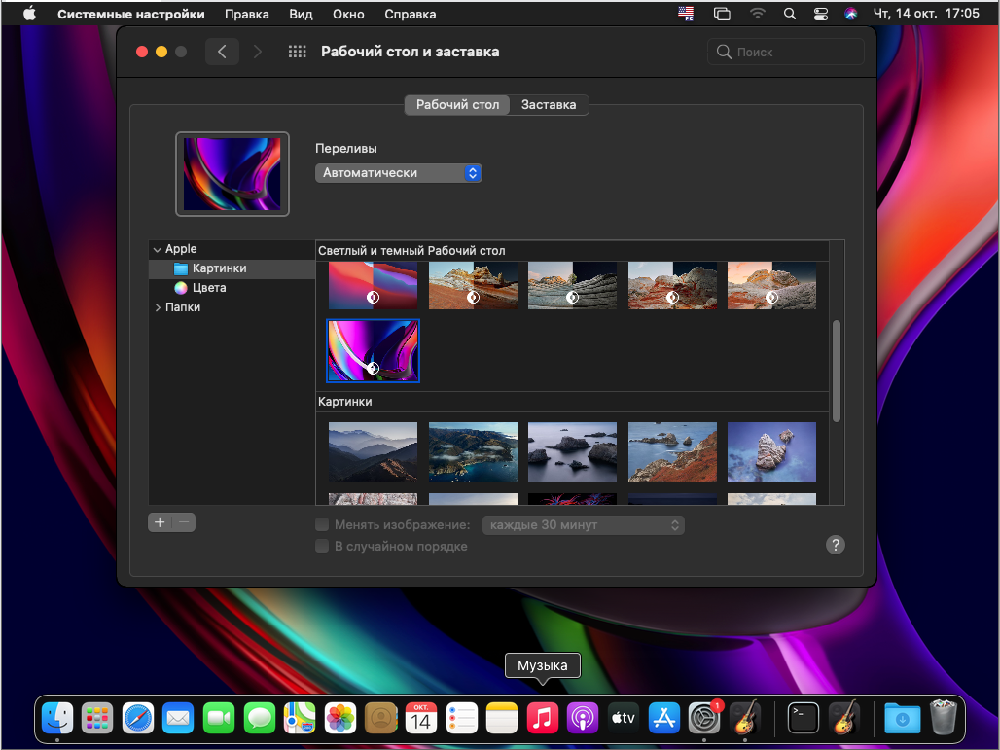 Системные настройки Правка Вид Окно Справка Чт, 14 окт. 17:05
Рабочий стол и заставка
Поиск
Рабочий стол Заставка
Переливы
Автоматически
Apple
Картинки
Цвета
Папки
Светлый и темный Рабочий стол
Картинки
+ −
Менять изображение: каждые 30 минут
В случайном порядке
?
Музыка
ОКТ.
14
tv
1
>_